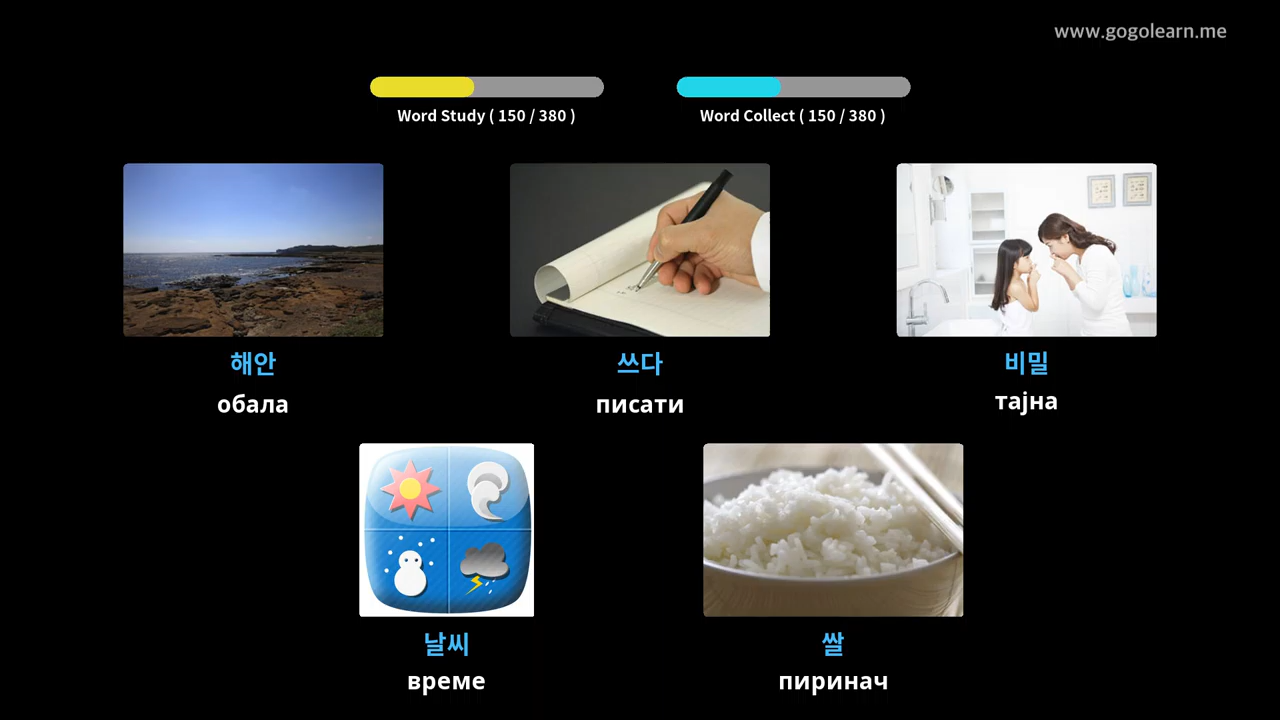 www.gogolearn.me
Word Study ( 150 / 380 )
Word Collect ( 150 / 380 )
해안
обала
쓰다
писати
비밀
тајна
날씨
време
쌀
пиринач